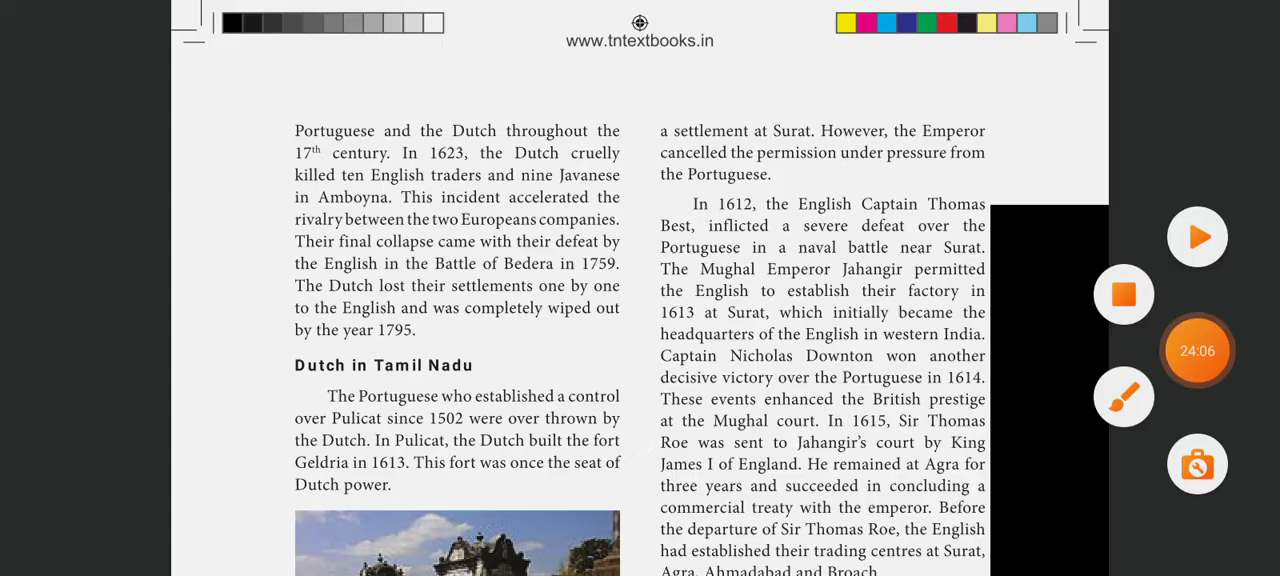 www.tntextbooks.in
Portuguese and the Dutch throughout the
17th century. In 1623, the Dutch cruelly
killed ten English traders and nine Javanese
in Amboyna. This incident accelerated the
rivalry between the two Europeans companies.
Their final collapse came with their defeat by
the English in the Battle of Bedera in 1759.
The Dutch lost their settlements one by one
to the English and was completely wiped out
by the year 1795.
Dutch in Tamil Nadu
The Portuguese who established a control
over Pulicat since 1502 were over thrown by
the Dutch. In Pulicat, the Dutch built the fort
Geldria in 1613. This fort was once the seat of
Dutch power.
a settlement at Surat. However, the Emperor
cancelled the permission under pressure from
the Portuguese.
In 1612, the English Captain Thomas
Best, inflicted a severe defeat over the
Portuguese in a naval battle near Surat.
The Mughal Emperor Jahangir permitted
the English to establish their factory in
1613 at Surat, which initially became the
headquarters of the English in western India.
Captain Nicholas Downton won another
decisive victory over the Portuguese in 1614.
These events enhanced the British prestige
at the Mughal court. In 1615, Sir Thomas
Roe was sent to Jahangir's court by King
James I of England. He remained at Agra for
three years and succeeded in concluding a
commercial treaty with the emperor. Before
the departure of Sir Thomas Roe, the English
had established their trading centres at Surat,
Agra, Ahmadabad and Broach
24:06